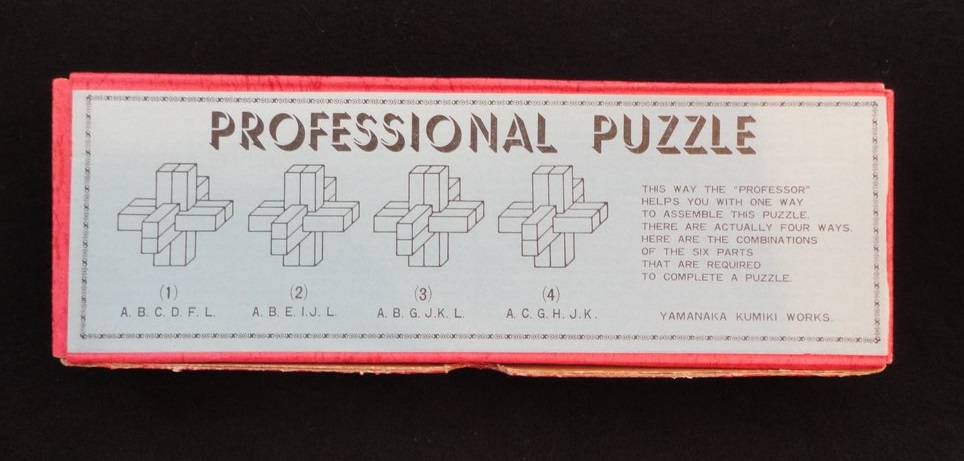 PROFESSIONAL PUZZLE
THIS WAY THE "PROFESSOR"
HELPS YOU WITH ONE WAY
TO ASSEMBLE THIS PUZZLE.
THERE ARE ACTUALLY FOUR WAYS.
HERE ARE THE COMBINATIONS
OF THE SIX PARTS
THAT ARE REQUIRED
TO COMPLETE A PUZZLE.
(1) (2) (3) (4)
A. B. C. D. F. L. A. B. E. I. J. L. A. B. G. J. K. L. A. C. G. H. J. K.
YAMANAKA KUMIKI WORKS.